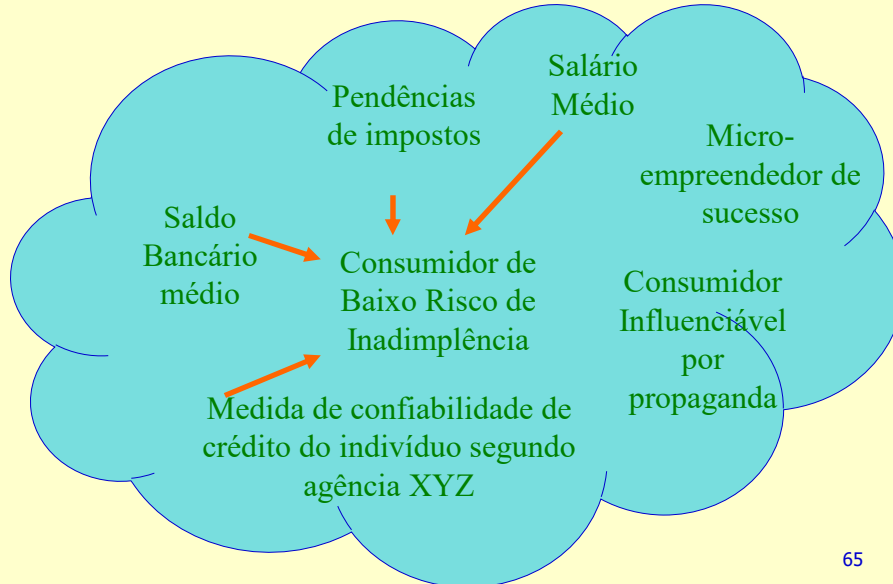 Pendências
de impostos
Salário
Médio
Micro-
empreendedor de
sucesso
Saldo
Bancário
médio
Consumidor de
Baixo Risco de
Inadimplência
Consumidor
Influenciável
por
propaganda
Medida de confiabilidade de
crédito do indivíduo segundo
agência XYZ
65